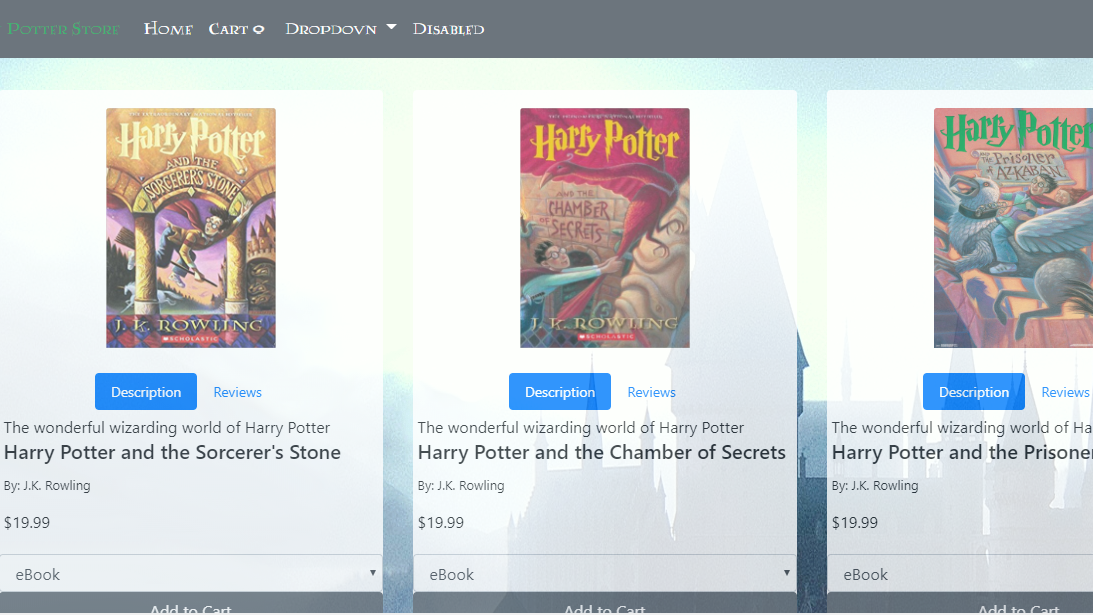 Potter Store Home Cart 0 Dropdown Disabled
Harry Potter
AND THE
SORCERER'S STONE
J. K. ROWLING
SCHOLASTIC
Harry Potter
AND THE
CHAMBER
OF SECRETS
J. K. ROWLING
SCHOLASTIC
Harry Potter
AND THE Prisoner
of AZKABAN
Description Reviews
The wonderful wizarding world of Harry Potter
Harry Potter and the Sorcerer's Stone
By: J.K. Rowling
$19.99
eBook
Add to Cart
Description Reviews
The wonderful wizarding world of Harry Potter
Harry Potter and the Chamber of Secrets
By: J.K. Rowling
$19.99
eBook
Add to Cart
Description Reviews
The wonderful wizarding world of Ha
Harry Potter and the Prisone
By: J.K. Rowling
$19.99
eBook
Add to Cart